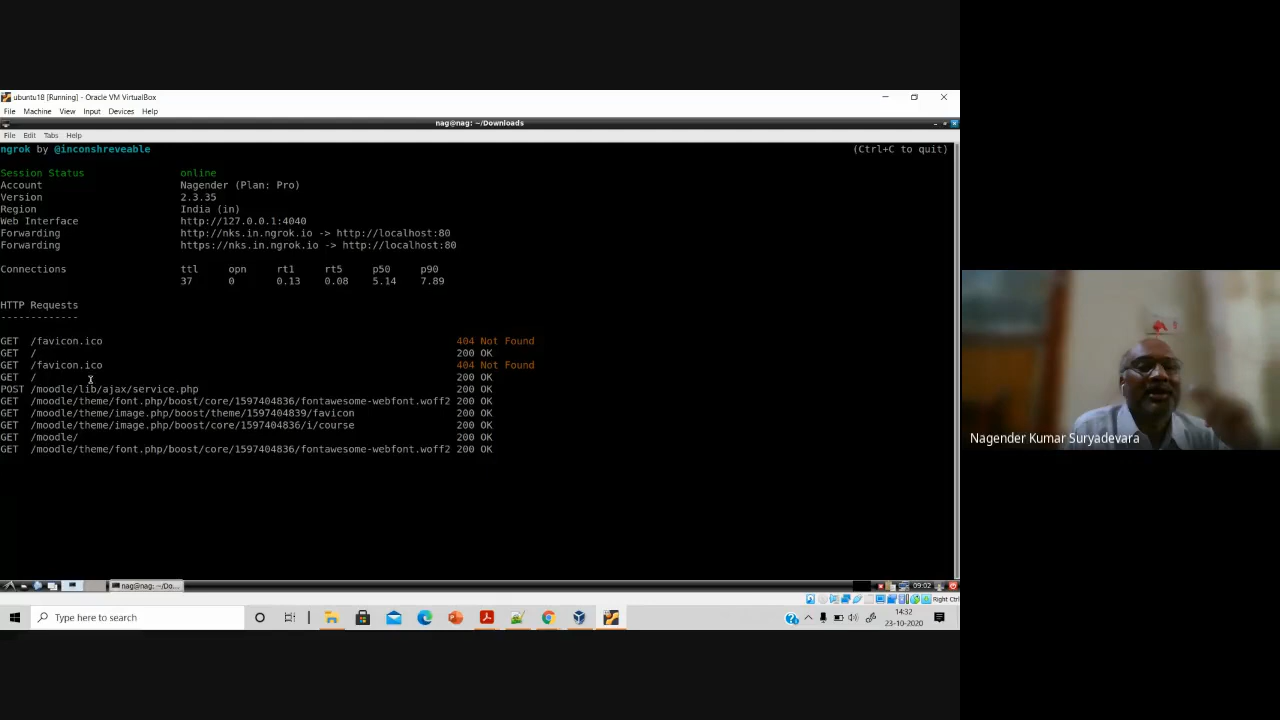 ubuntu18 [Running] - Oracle VM VirtualBox
File Machine View Input Devices Help
nag@nag: ~/Downloads
File Edit Tabs Help
ngrok by @inconshreveable (Ctrl+C to quit)
Session Status online
Account Nagender (Plan: Pro)
Version 2.3.35
Region India (in)
Web Interface http://127.0.0.1:4040
Forwarding http://nks.in.ngrok.io -> http://localhost:80
Forwarding https://nks.in.ngrok.io -> http://localhost:80
Connections ttl opn rt1 rt5 p50 p90
37 0 0.13 0.08 5.14 7.89
HTTP Requests
-------------
GET /favicon.ico 404 Not Found
GET / 200 OK
GET /favicon.ico 404 Not Found
GET / 200 OK
POST /moodle/lib/ajax/service.php 200 OK
GET /moodle/theme/font.php/boost/core/1597404836/fontawesome-webfont.woff2 200 OK
GET /moodle/theme/image.php/boost/theme/1597404839/favicon 200 OK
GET /moodle/theme/image.php/boost/core/1597404836/i/course 200 OK
GET /moodle/ 200 OK
GET /moodle/theme/font.php/boost/core/1597404836/fontawesome-webfont.woff2 200 OK
Nagender Kumar Suryadevara
nag@nag: ~/Do...
09:02
Right Ctrl
Type here to search
14:32
23-10-2020